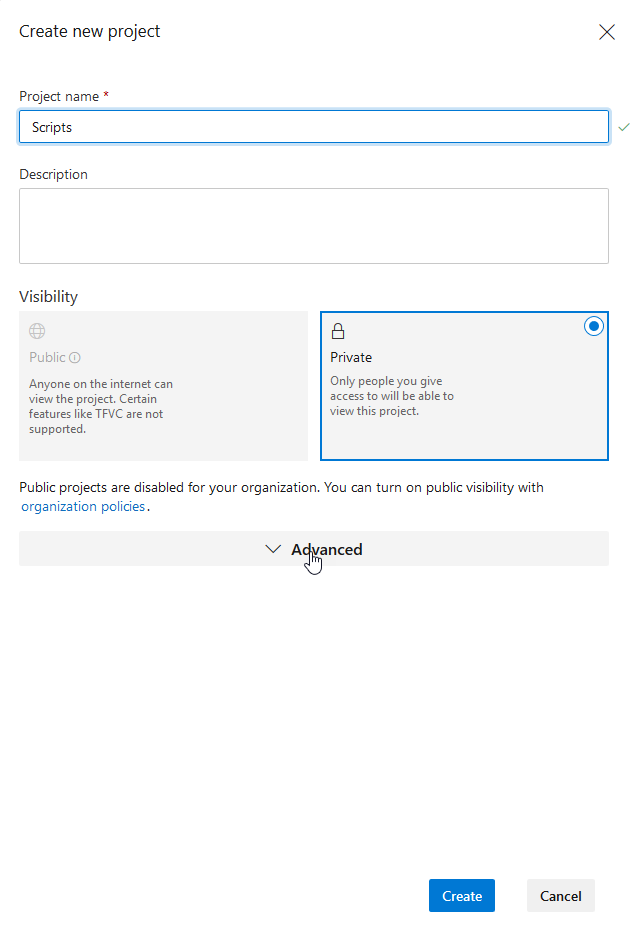 Create new project
Project name *
Scripts
Description
Visibility
Public
Anyone on the internet can
view the project. Certain
features like TFVC are not
supported.
Private
Only people you give
access to will be able to
view this project.
Public projects are disabled for your organization. You can turn on public visibility with
organization policies.
Advanced
Create
Cancel